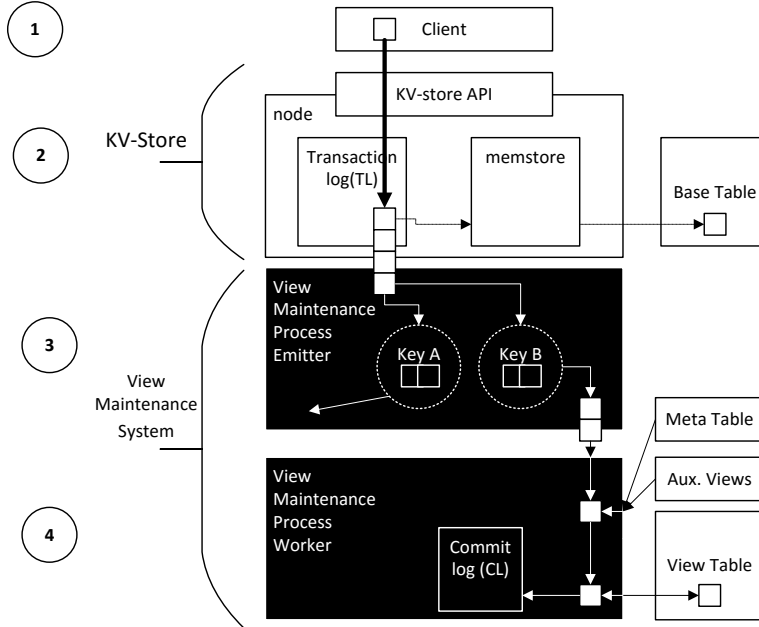 1
Client
KV-store API
node
KV-Store
2
Transaction
log(TL)
memstore
Base Table
View
Maintenance
Process
Emitter
3
Key A
Key B
View
Maintenance
System
Meta Table
Aux. Views
View
Maintenance
Process
Worker
4
Commit
log (CL)
View Table